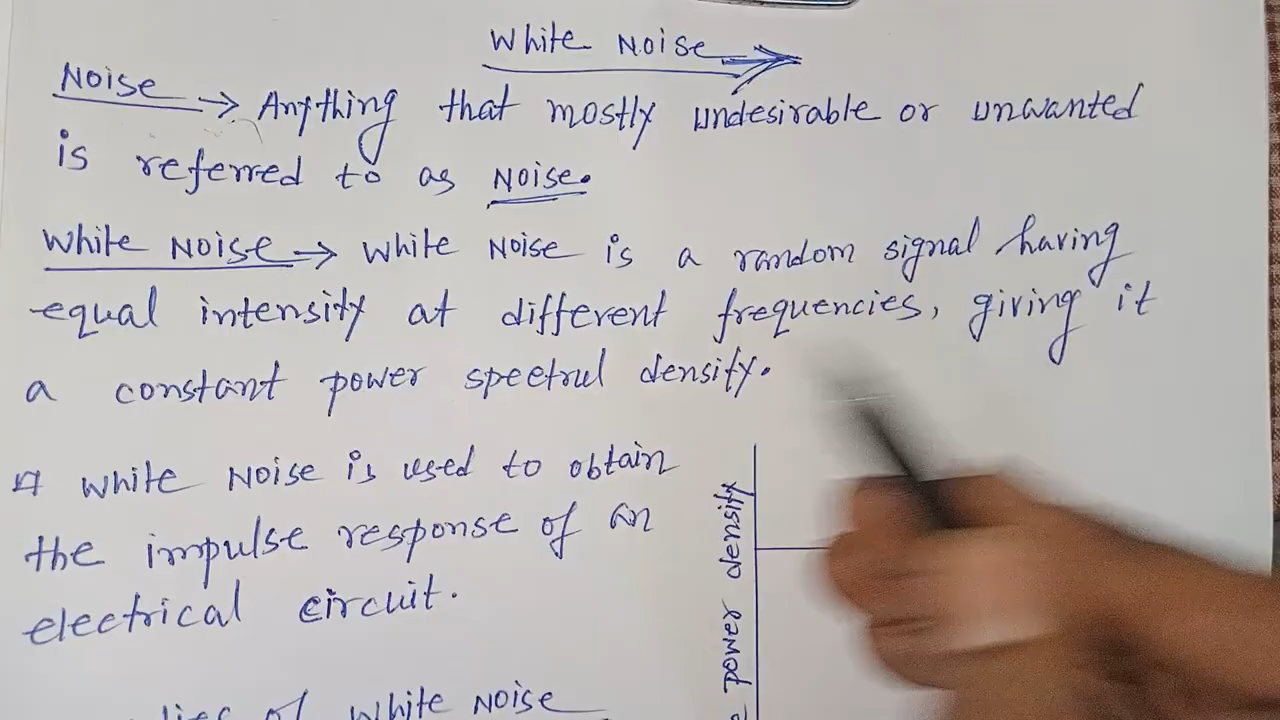 White Noise
Noise → Anything that mostly undesirable or unwanted
is referred to as Noise.
White Noise → White Noise is a random signal having
equal intensity at different frequencies, giving it
a constant power spectrul density.
White Noise is used to obtain
the impulse response of an
electrical circuit.
power density
of White Noise